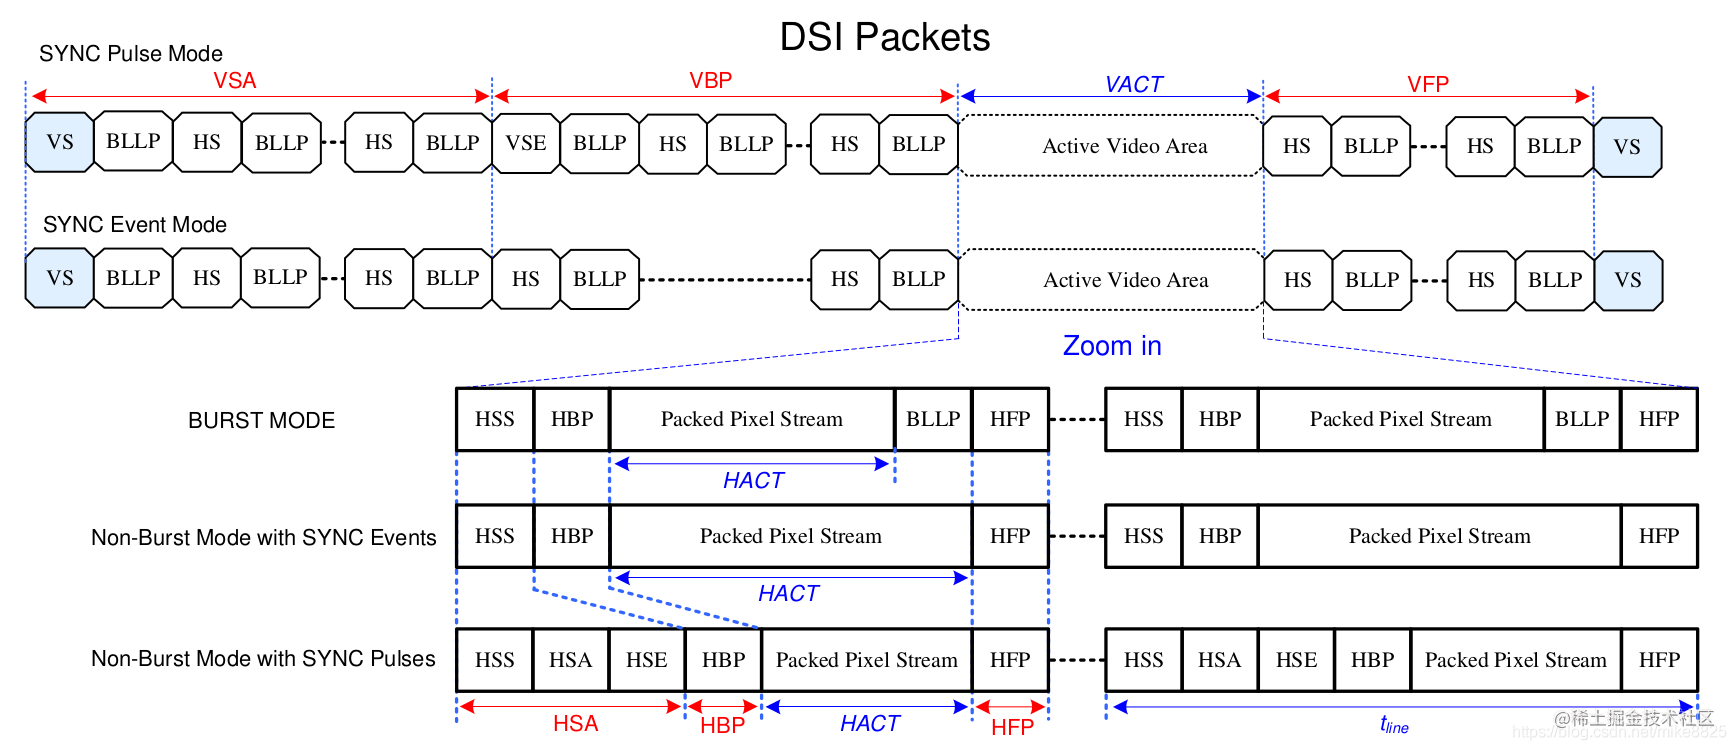 DSI Packets
SYNC Pulse Mode
VSA VBP VACT VFP
VS BLLP HS BLLP HS BLLP VSE BLLP HS BLLP HS BLLP Active Video Area HS BLLP HS BLLP VS
SYNC Event Mode
VS BLLP HS BLLP HS BLLP HS BLLP HS BLLP Active Video Area HS BLLP HS BLLP VS
Zoom in
BURST MODE HSS HBP Packed Pixel Stream BLLP HFP HSS HBP Packed Pixel Stream BLLP HFP
HACT
Non-Burst Mode with SYNC Events HSS HBP Packed Pixel Stream HFP HSS HBP Packed Pixel Stream HFP
HACT
Non-Burst Mode with SYNC Pulses HSS HSA HSE HBP Packed Pixel Stream HFP HSS HSA HSE HBP Packed Pixel Stream HFP
HSA HBP HACT HFP tline
@稀土掘金技术社区
https://blog.csdn.net/mike8825